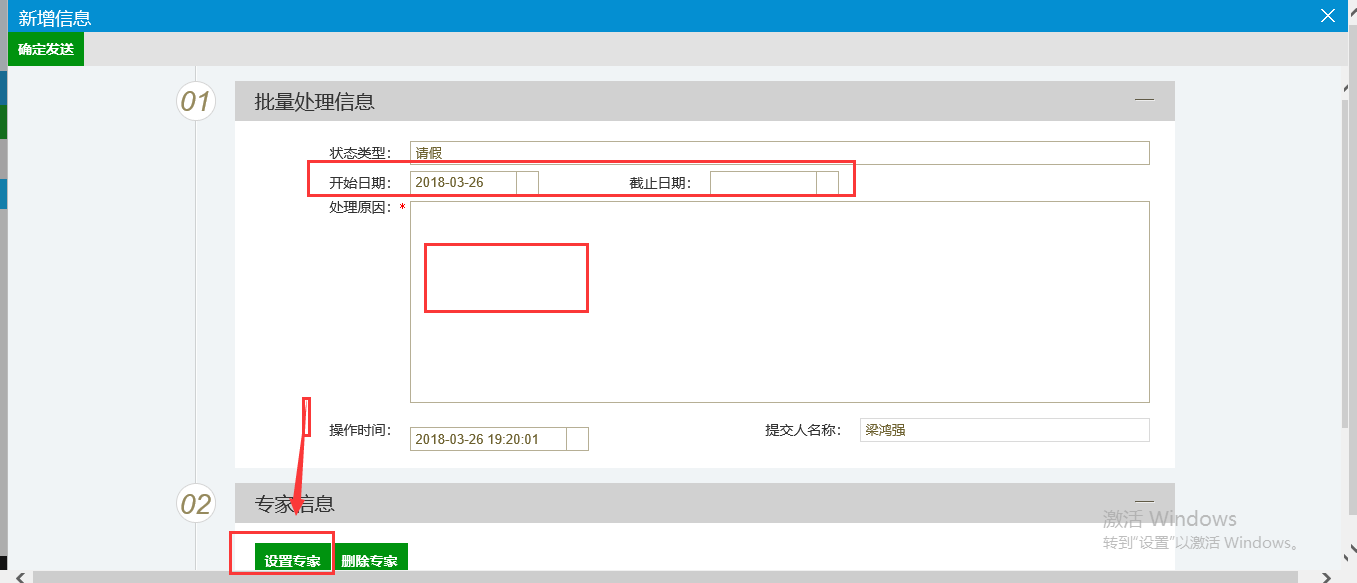 新增信息
确定发送
01 批量处理信息
状态类型： 请假
开始日期： 2018-03-26 截止日期：
处理原因： *
操作时间： 2018-03-26 19:20:01 提交人名称： 梁鸿强
02 专家信息
激活 Windows
转到"设置"以激活 Windows。
设置专家 删除专家